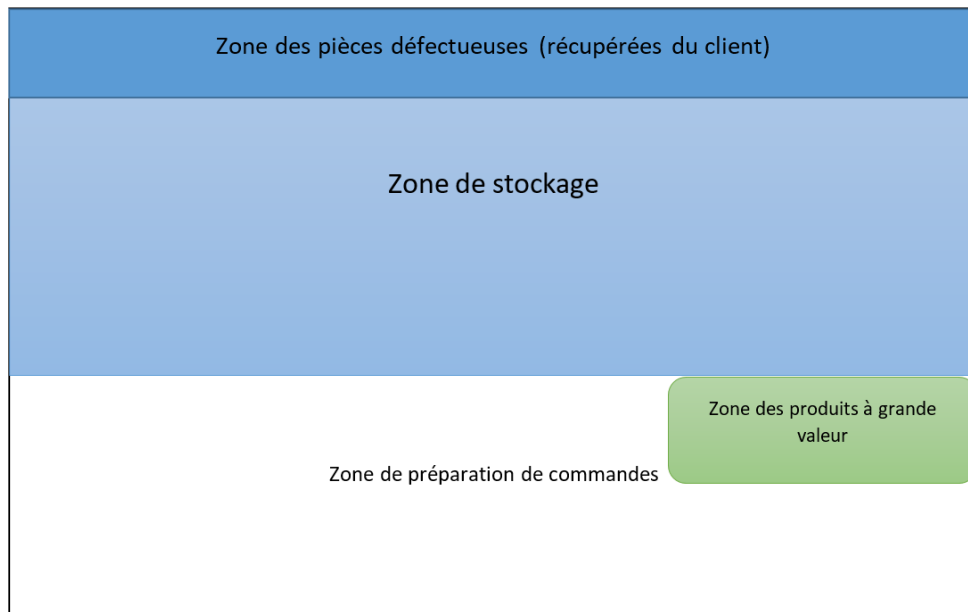 Zone des pièces défectueuses (récupérées du client)
Zone de stockage
Zone des produits à grande
valeur
Zone de préparation de commandes